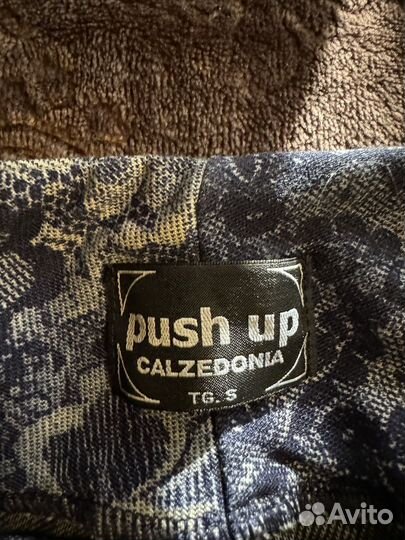 push up
CALZEDONIA
TG. S
Avito